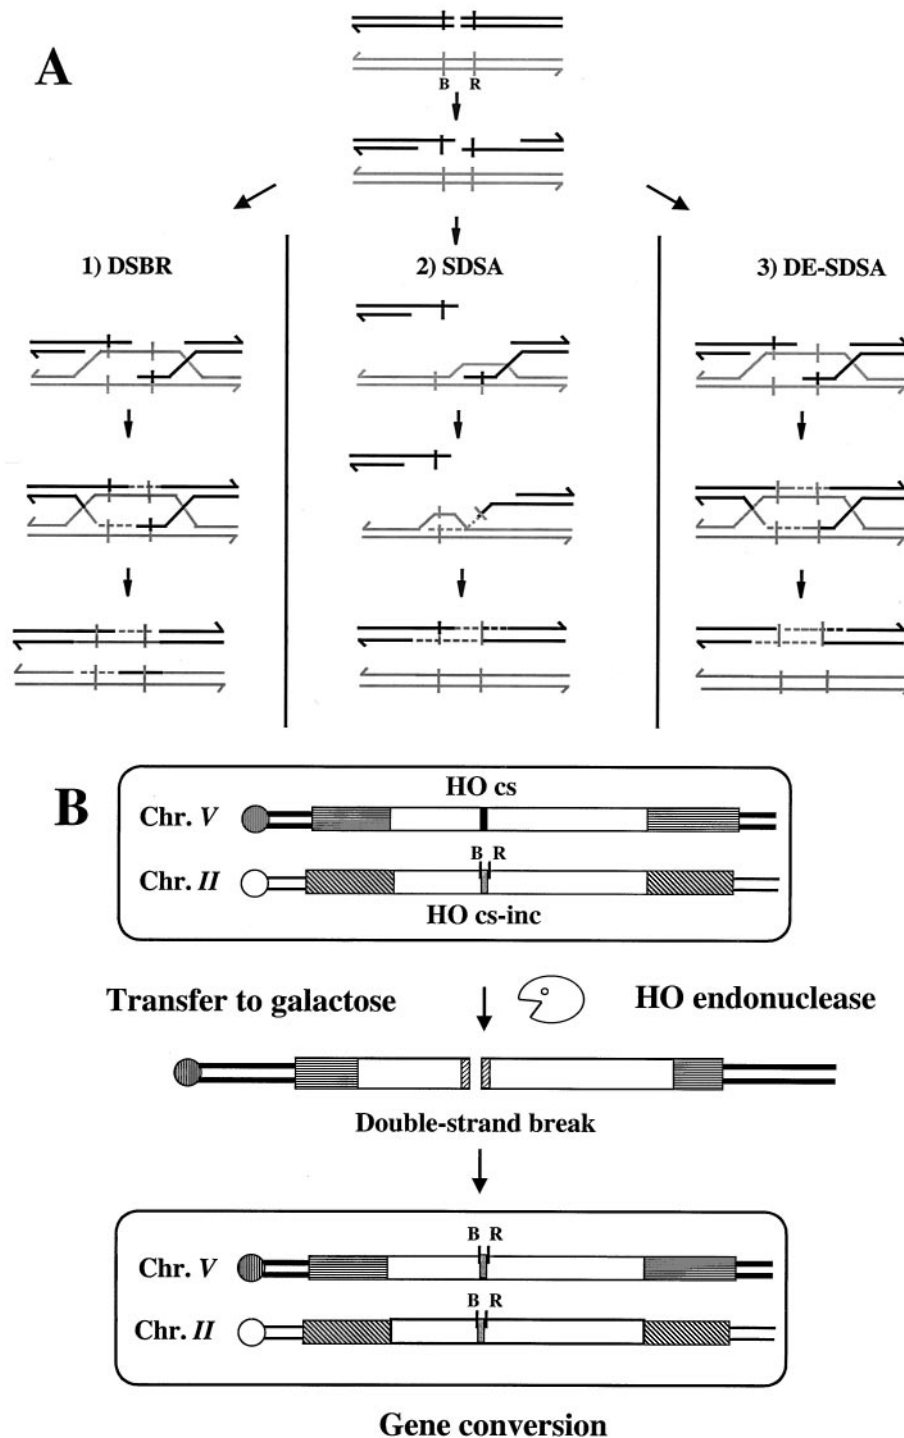 A
B R
1) DSBR
2) SDSA
3) DE-SDSA
B
HO cs
Chr. V
B R
Chr. II
HO cs-inc
Transfer to galactose
HO endonuclease
Double-strand break
B R
Chr. V
B R
Chr. II
Gene conversion